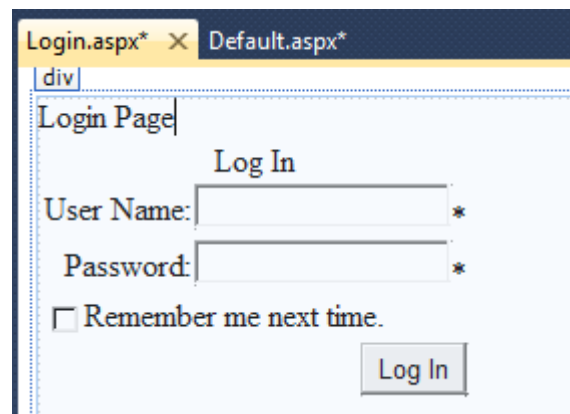 Login.aspx* × Default.aspx*
div
Login Page
Log In
User Name: *
Password: *
Remember me next time.
Log In